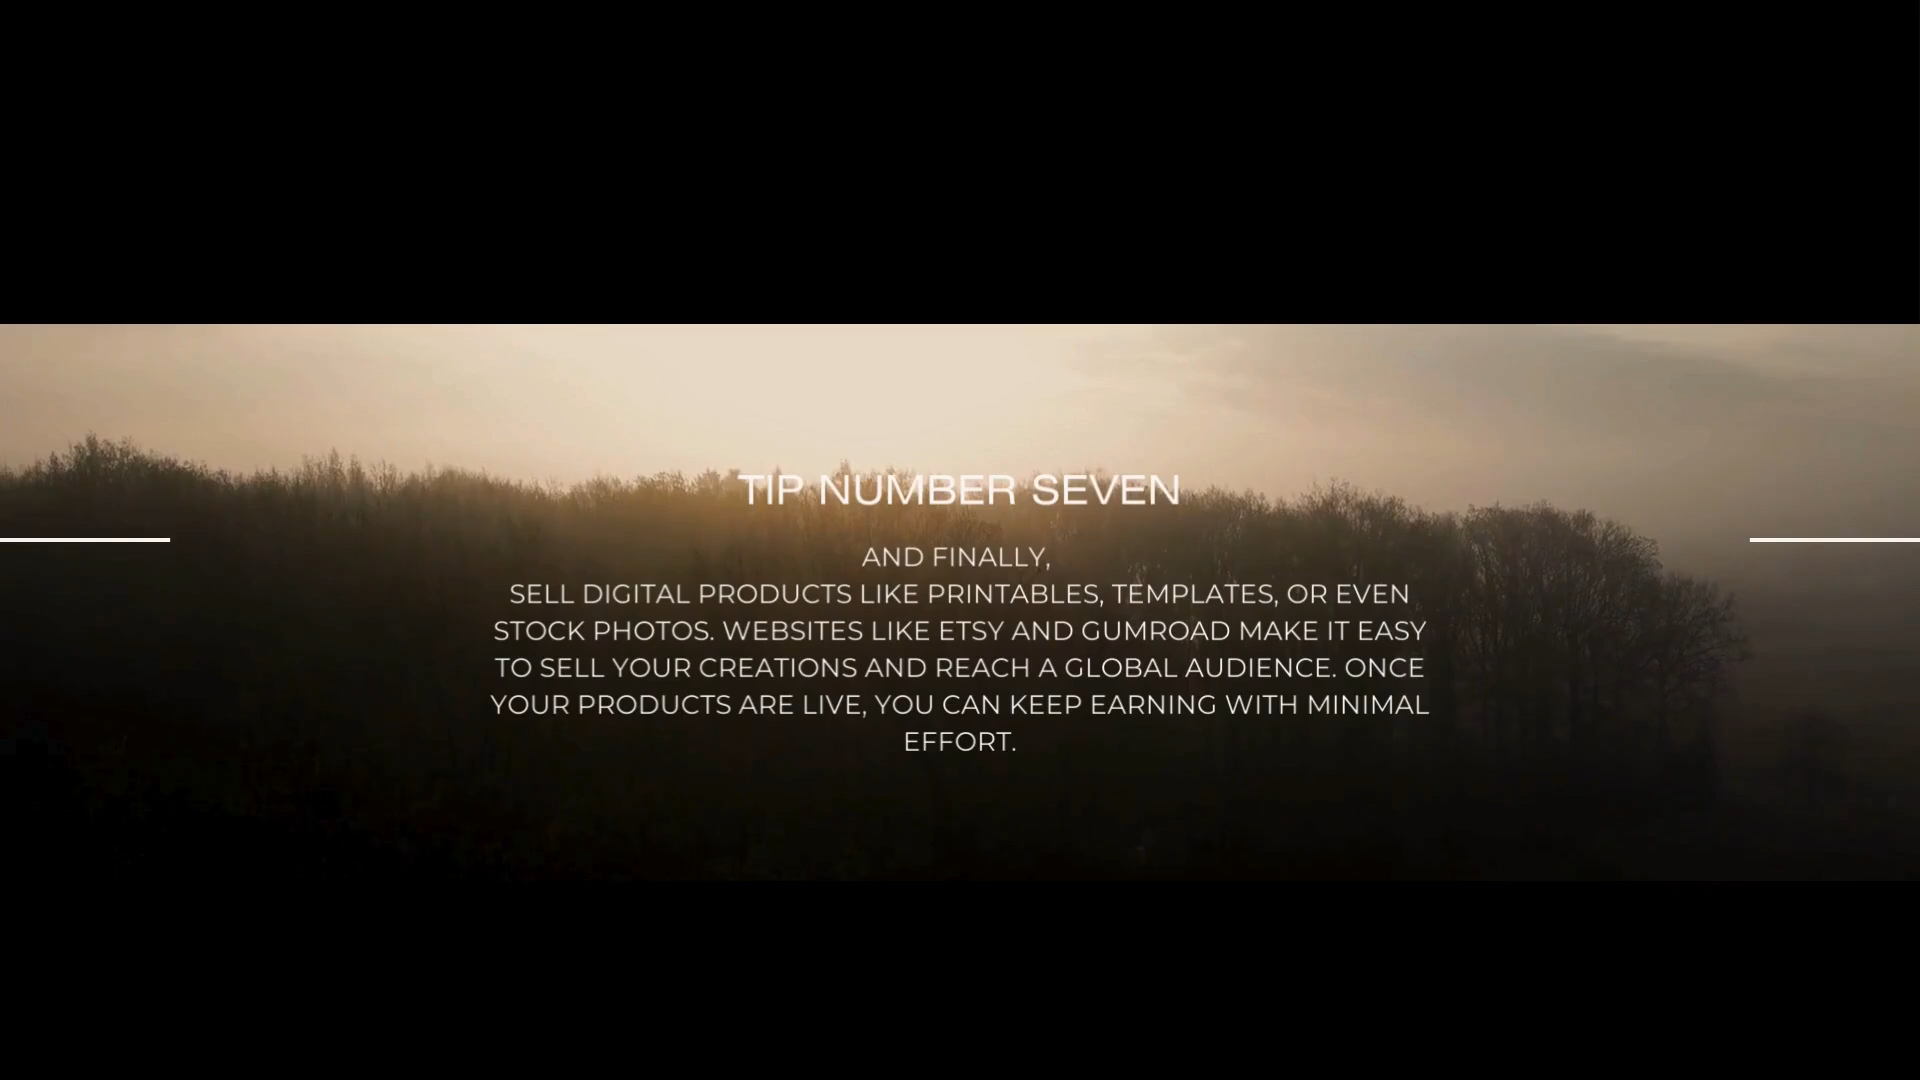 TIP NUMBER SEVEN
AND FINALLY,
SELL DIGITAL PRODUCTS LIKE PRINTABLES, TEMPLATES, OR EVEN
STOCK PHOTOS. WEBSITES LIKE ETSY AND GUMROAD MAKE IT EASY
TO SELL YOUR CREATIONS AND REACH A GLOBAL AUDIENCE. ONCE
YOUR PRODUCTS ARE LIVE, YOU CAN KEEP EARNING WITH MINIMAL
EFFORT.